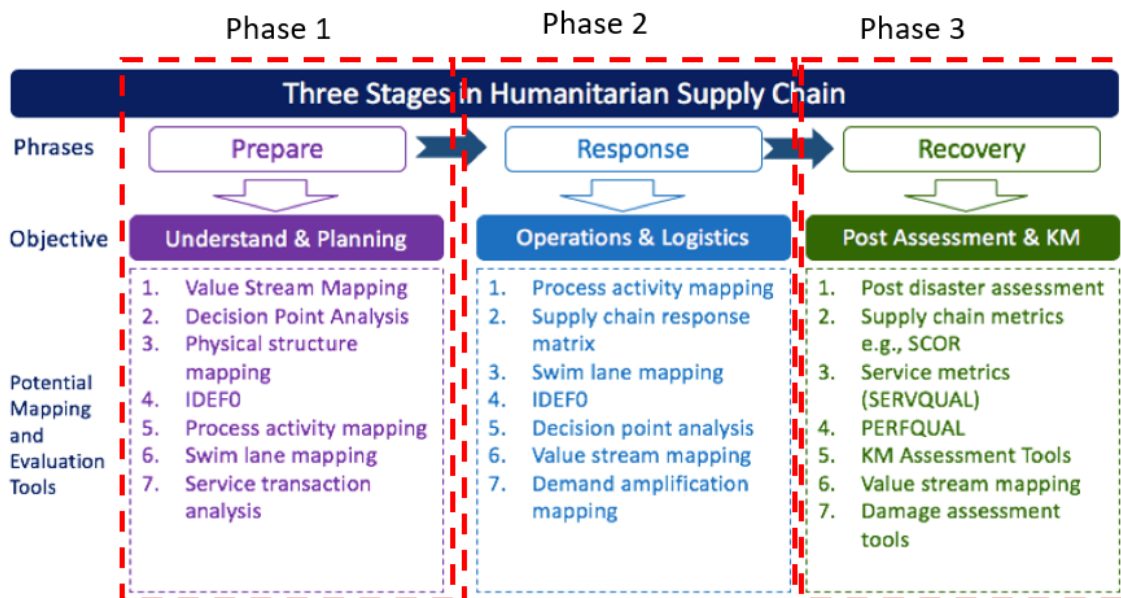 Phase 1
Phase 2
Phase 3
Three Stages in Humanitarian Supply Chain
Phrases
Prepare
Response
Recovery
Objective
Understand & Planning
Operations & Logistics
Post Assessment & KM
Potential
Mapping
and
Evaluation
Tools
1. Value Stream Mapping
2. Decision Point Analysis
3. Physical structure
mapping
4. IDEF0
5. Process activity mapping
6. Swim lane mapping
7. Service transaction
analysis
1. Process activity mapping
2. Supply chain response
matrix
3. Swim lane mapping
4. IDEF0
5. Decision point analysis
6. Value stream mapping
7. Demand amplification
mapping
1. Post disaster assessment
2. Supply chain metrics
e.g., SCOR
3. Service metrics
(SERVQUAL)
4. PERFQUAL
5. KM Assessment Tools
6. Value stream mapping
7. Damage assessment
tools